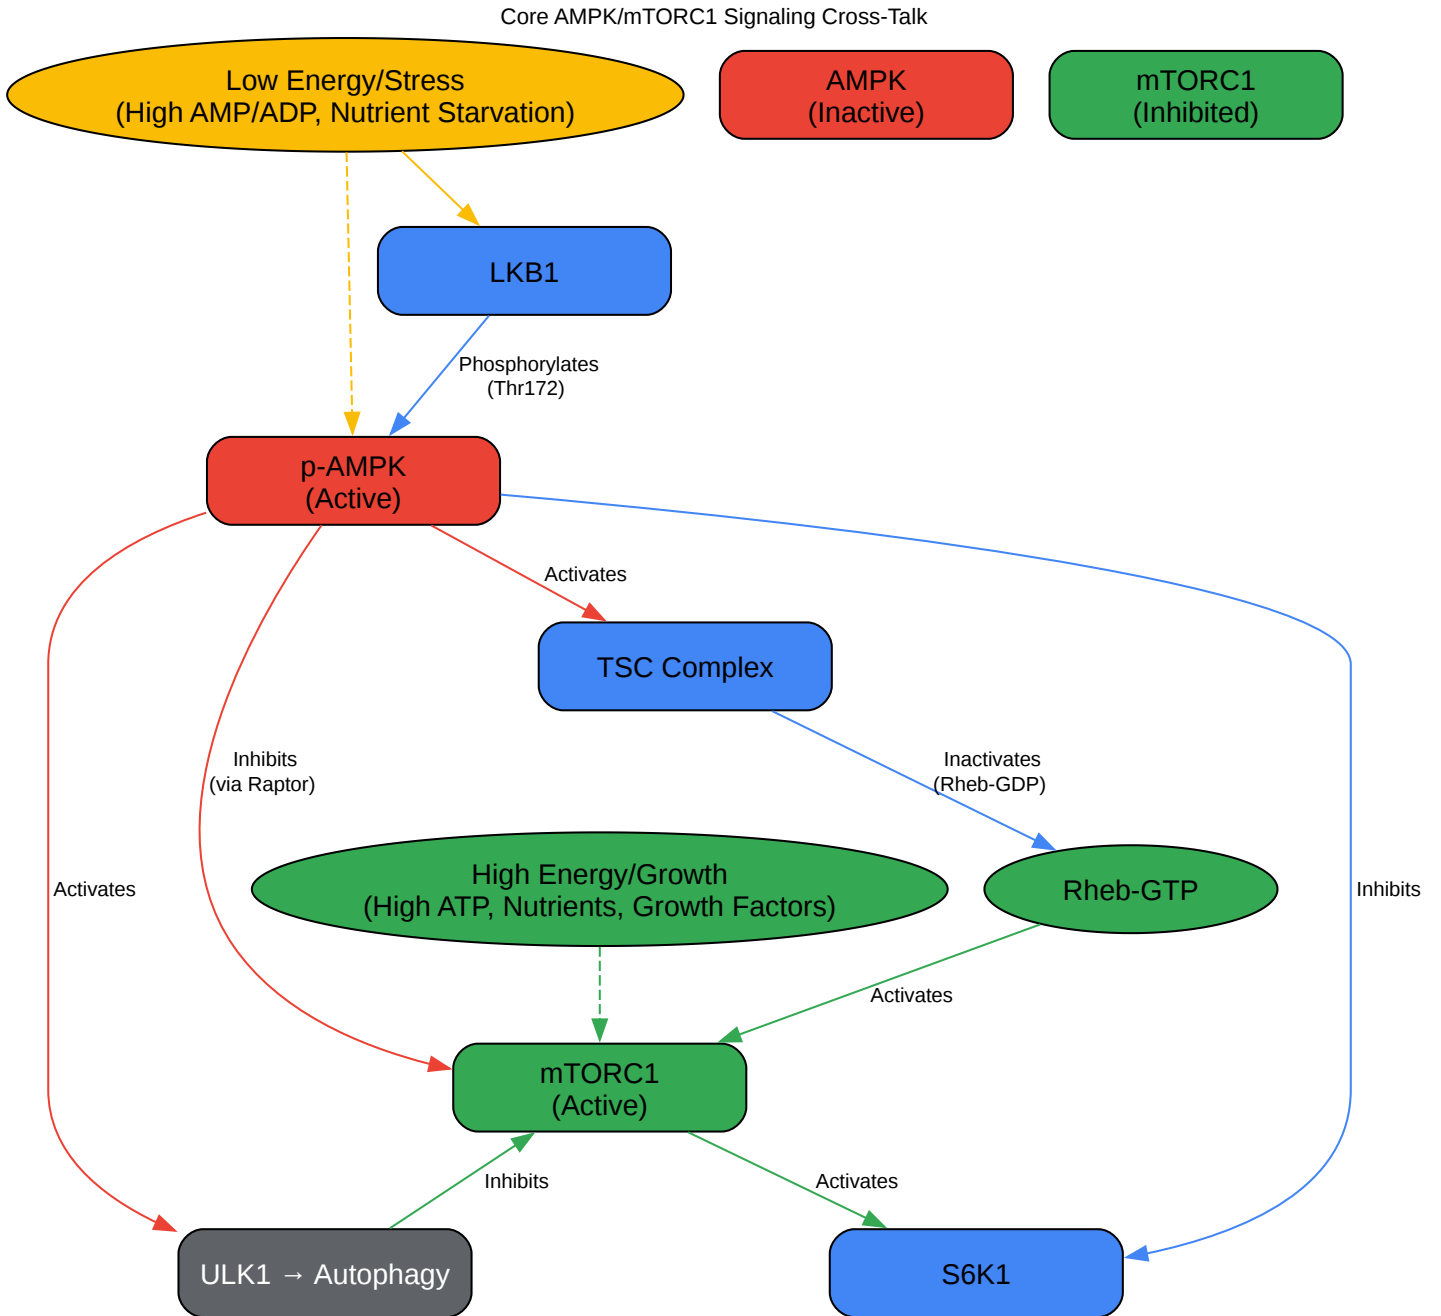 Core AMPK/mTORC1 Signaling Cross-Talk
Low Energy/Stress
(High AMP/ADP, Nutrient Starvation)
AMPK
(Inactive)
mTORC1
(Inhibited)
LKB1
Phosphorylates
(Thr172)
p-AMPK
(Active)
Activates
TSC Complex
Inhibits
(via Raptor)
Inactivates
(Rheb-GDP)
Activates
High Energy/Growth
(High ATP, Nutrients, Growth Factors)
Rheb-GTP
Inhibits
Activates
mTORC1
(Active)
Inhibits
Activates
ULK1 → Autophagy
S6K1